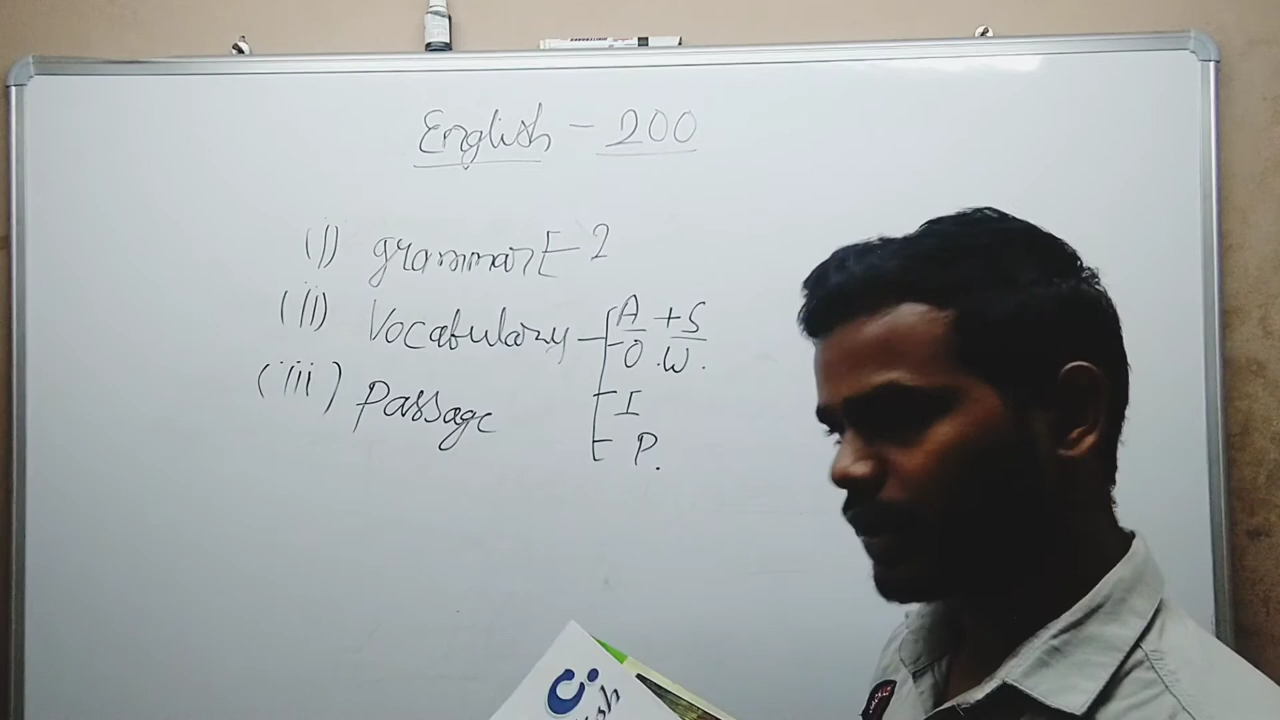 English - 200
(i) grammar - 2
(ii) Vocabulary - A + S
O.W.
(iii) Passage
I
P.